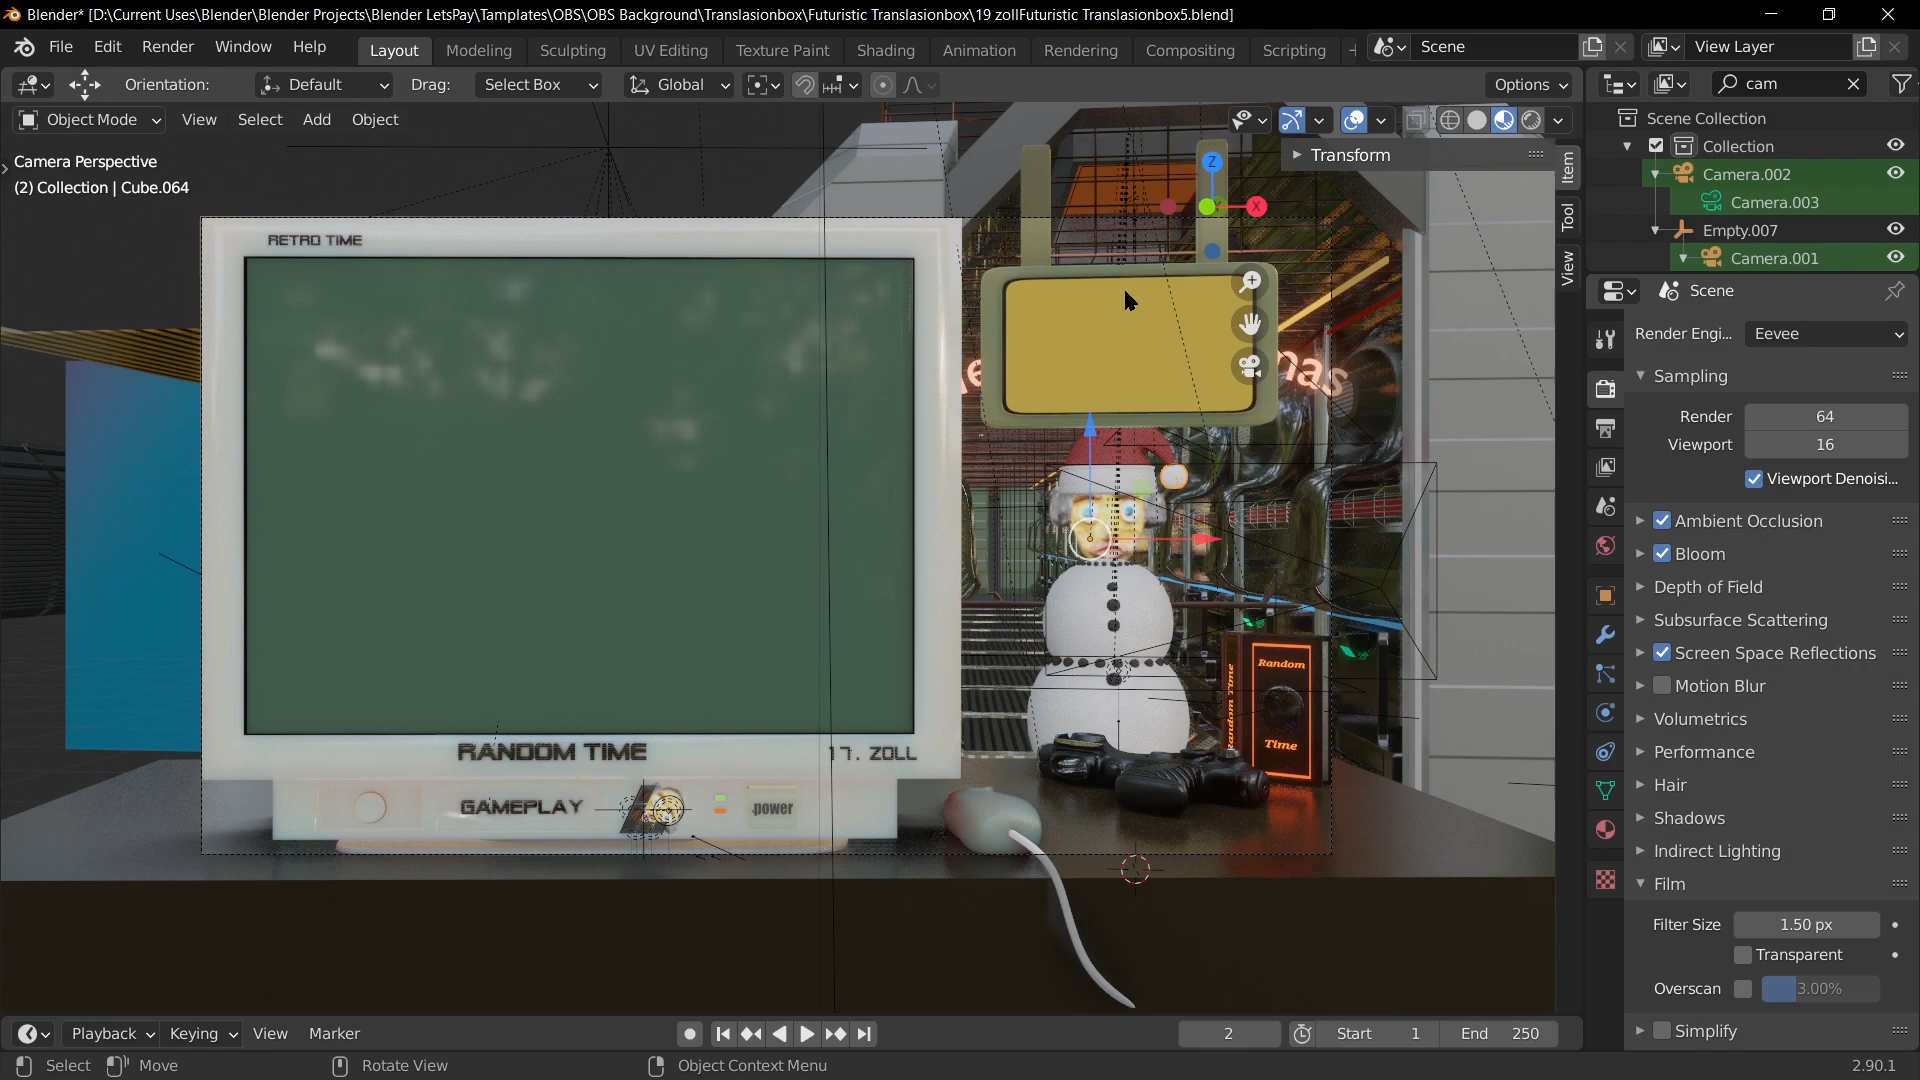 Blender* [D:\Current Uses\Blender\Blender Projects\Blender LetsPay\Tamplates\OBS\OBS Background\Translasionbox\Futuristic Translasionbox\19 zollFuturistic Translasionbox5.blend]
File Edit Render Window Help Layout Modeling Sculpting UV Editing Texture Paint Shading Animation Rendering Compositing Scripting Scene View Layer
Orientation: Default Drag: Select Box Global Options cam
Object Mode View Select Add Object
Camera Perspective
(2) Collection | Cube.064
Transform
Item
Tool
View
Z
X
RETRO TIME
RANDOM TIME
17. ZOLL
GAMEPLAY
power
Random Time
Random
Time
Scene Collection
Collection
Camera.002
Camera.003
Empty.007
Camera.001
Scene
Render Engi... Eevee
Sampling
Render 64
Viewport 16
Viewport Denoisi...
Ambient Occlusion
Bloom
Depth of Field
Subsurface Scattering
Screen Space Reflections
Motion Blur
Volumetrics
Performance
Hair
Shadows
Indirect Lighting
Film
Filter Size 1.50 px
Transparent
Overscan 3.00%
Simplify
Playback Keying View Marker 2 Start 1 End 250
Select Move Rotate View Object Context Menu 2.90.1